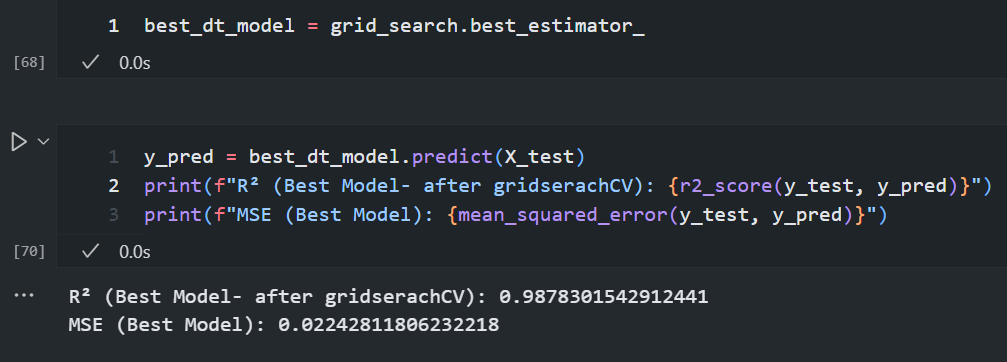 1 best_dt_model = grid_search.best_estimator_
[68] 0.0s
1 y_pred = best_dt_model.predict(X_test)
2 print(f"R² (Best Model- after gridserachCV): {r2_score(y_test, y_pred)}")
3 print(f"MSE (Best Model): {mean_squared_error(y_test, y_pred)}")
[70] 0.0s
... R² (Best Model- after gridserachCV): 0.9878301542912441
MSE (Best Model): 0.02242811806232218